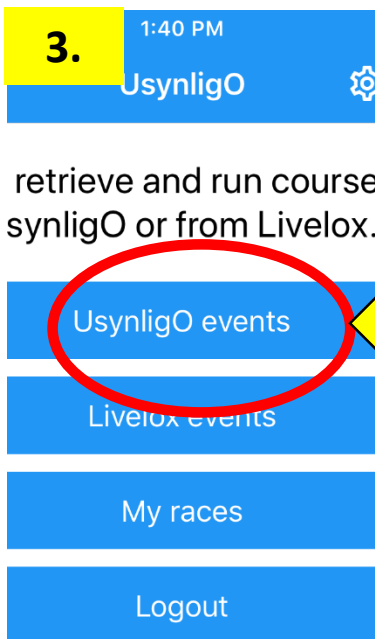 3.
1:40 PM
UsynligO
retrieve and run course
synligO or from Livelox.
UsynligO events
Livelox events
My races
Logout